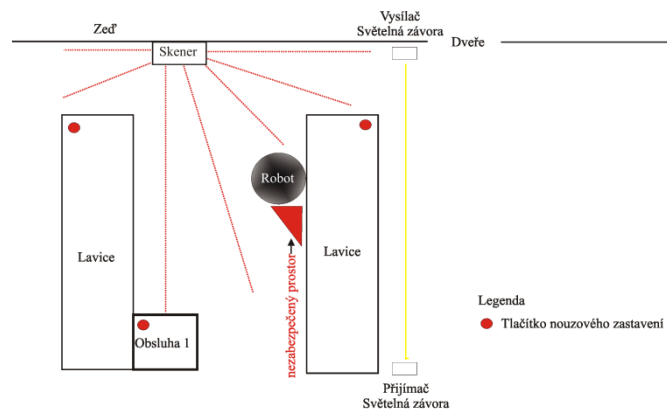 Zeď
Vysílač
Světelná závora
Dveře
Skener
Robot
Lavice
Lavice
nezabezpečený prostor
Obsluha 1
Legenda
Tlačítko nouzového zastavení
Přijímač
Světelná závora